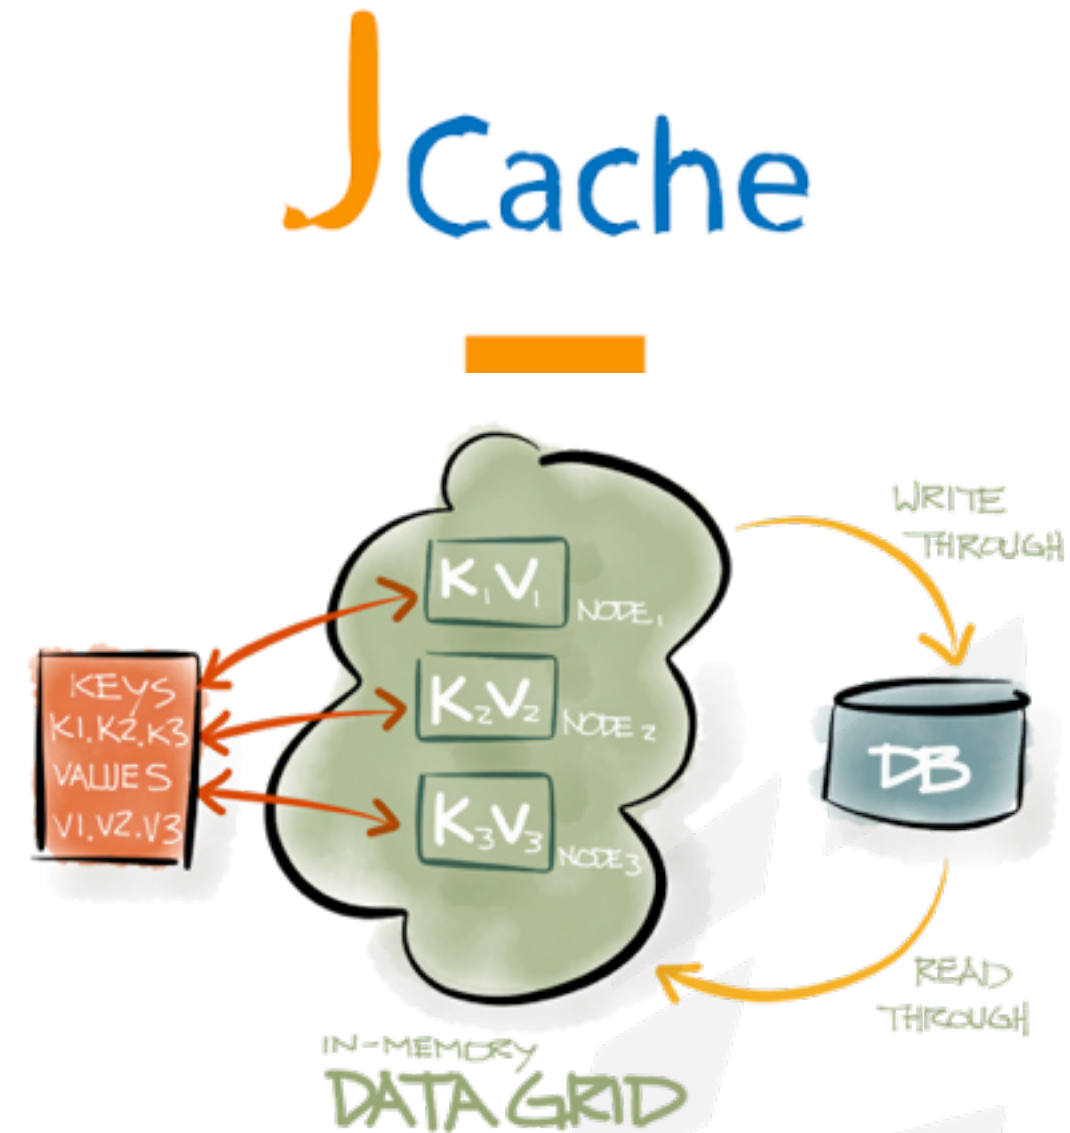 JCache
WRITE
THROUGH
K1V1
NODE1
KEYS
K1.K2.K3
VALUES
V1.V2.V3
K2V2
NODE2
DB
K3V3
NODE3
READ
THROUGH
IN-MEMORY
DATA GRID